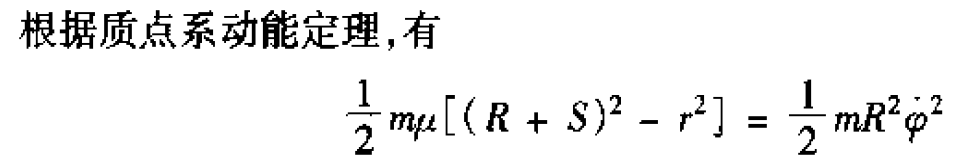 根据质点系动能定理,有
$\frac{1}{2} m\mu[(R + S)^2 - r^2] = \frac{1}{2} mR^2\dot{\varphi}^2$